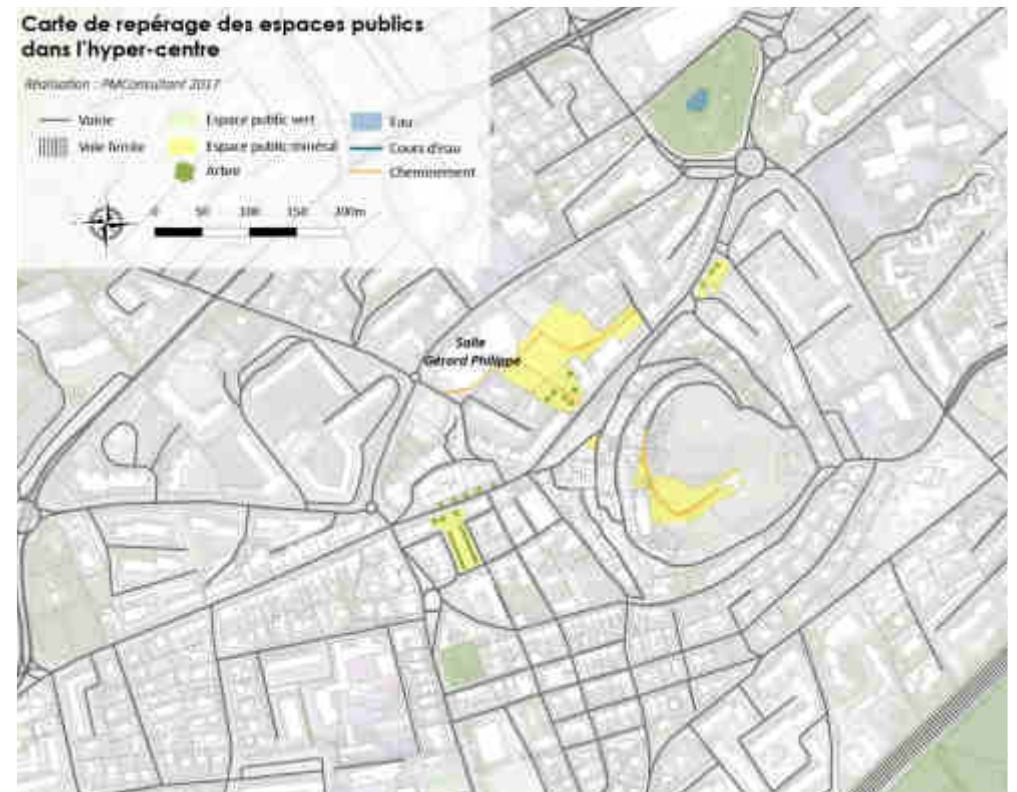 Carte de repérage des espaces publics
dans l'hyper-centre
Réalisation : PMConsultant 2017
Voirie
Voie ferrée
Espace public vert
Espace public minéral
Arbre
Eau
Cours d'eau
Cheminement
0 50 100 150 200m
Salle
Gérard Philippe